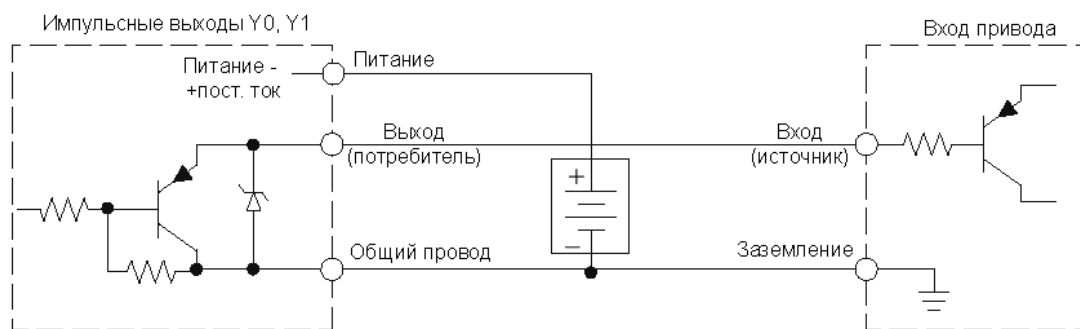 Импульсные выходы Y0, Y1
Вход привода
Питание -
+пост. ток
Питание
Выход
(потребитель)
Вход
(источник)
+
–
Общий провод
Заземление